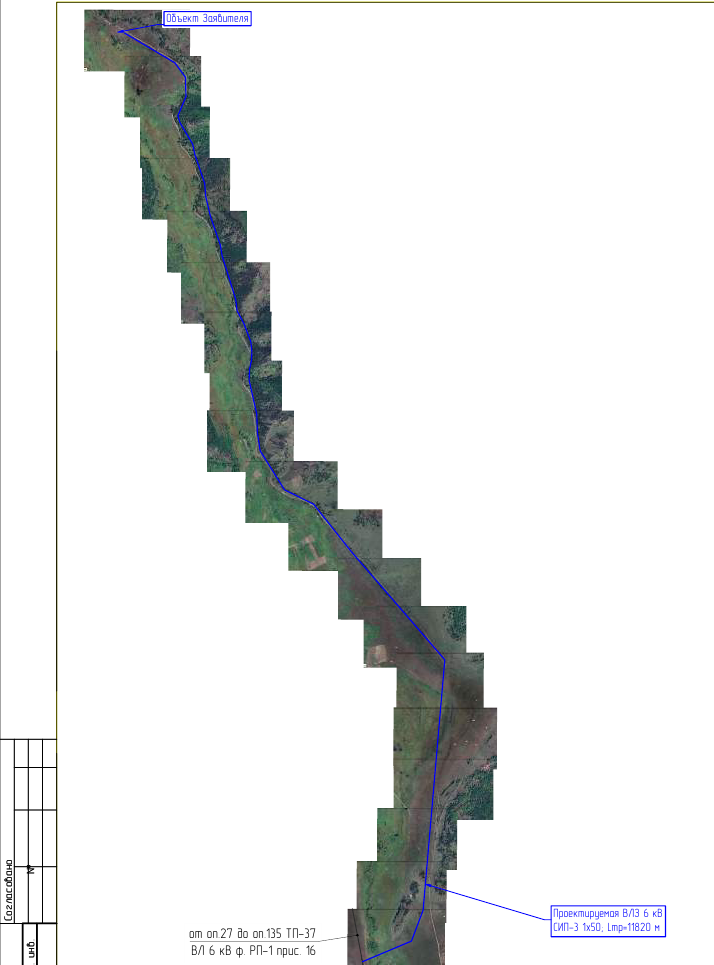 Объект Заявителя
от оп.27 до оп.135 ТП-37
ВЛ 6 кВ ф. РП-1 прис. 16
Проектируемая ВЛЗ 6 кВ
СИП-3 1х50; Lтр=11820 м
Согласовано
№
инв